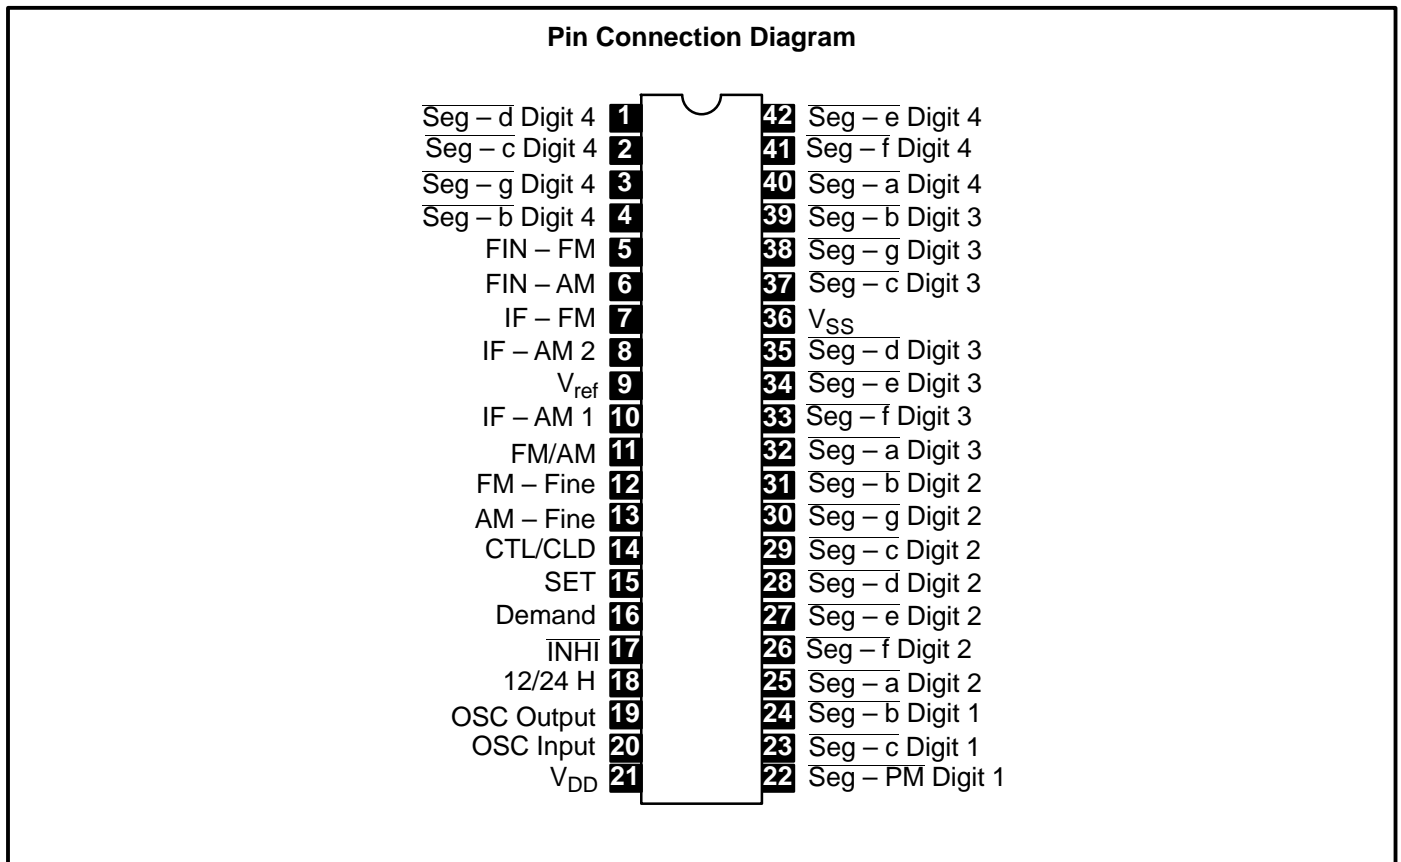 Pin Connection Diagram
Seg – d Digit 4 1
Seg – c Digit 4 2
Seg – g Digit 4 3
Seg – b Digit 4 4
FIN – FM 5
FIN – AM 6
IF – FM 7
IF – AM 2 8
Vref 9
IF – AM 1 10
FM/AM 11
FM – Fine 12
AM – Fine 13
CTL/CLD 14
SET 15
Demand 16
INHI 17
12/24 H 18
OSC Output 19
OSC Input 20
VDD 21
42 Seg – e Digit 4
41 Seg – f Digit 4
40 Seg – a Digit 4
39 Seg – b Digit 3
38 Seg – g Digit 3
37 Seg – c Digit 3
36 VSS
35 Seg – d Digit 3
34 Seg – e Digit 3
33 Seg – f Digit 3
32 Seg – a Digit 3
31 Seg – b Digit 2
30 Seg – g Digit 2
29 Seg – c Digit 2
28 Seg – d Digit 2
27 Seg – e Digit 2
26 Seg – f Digit 2
25 Seg – a Digit 2
24 Seg – b Digit 1
23 Seg – c Digit 1
22 Seg – PM Digit 1